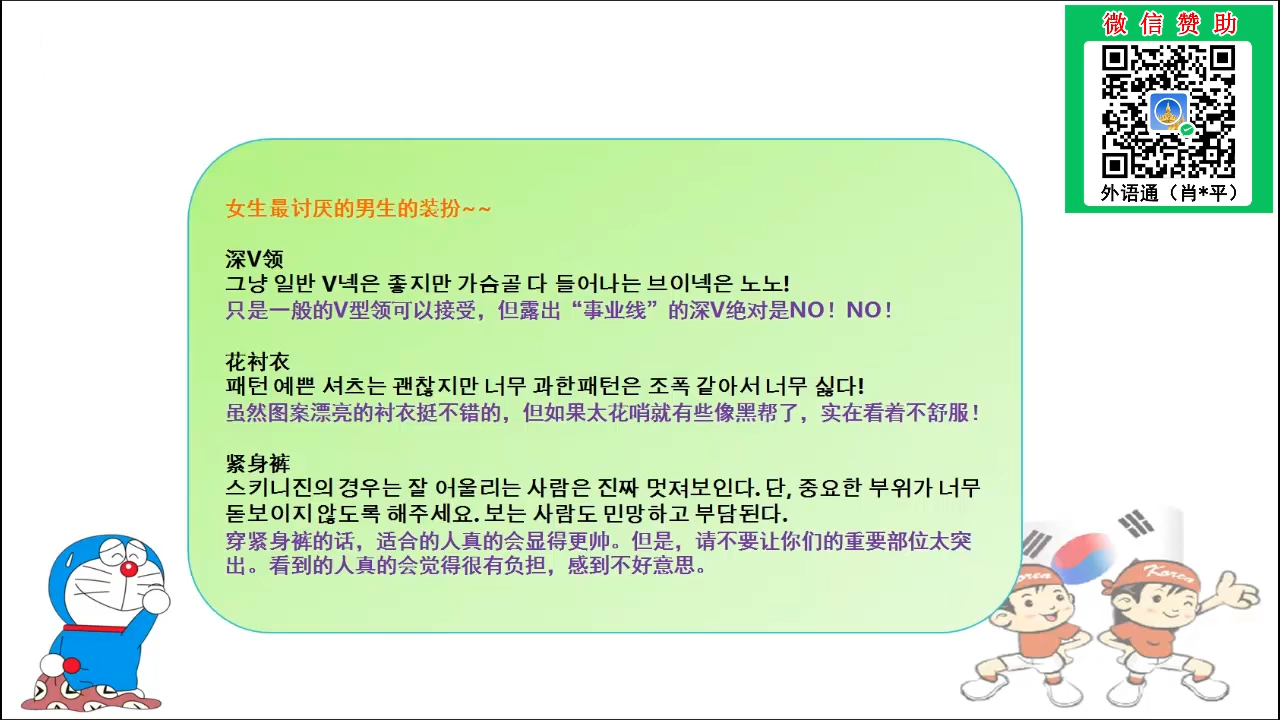 微信赞助
外语通（肖*平）
女生最讨厌的男生的装扮~~
深V领
그냥 일반 V넥은 좋지만 가슴골 다 들어나는 브이넥은 노노!
只是一般的V型领可以接受，但露出“事业线”的深V绝对是NO！NO！
花衬衣
패턴 예쁜 셔츠는 괜찮지만 너무 과한패턴은 조폭 같아서 너무 싫다!
虽然图案漂亮的衬衣挺不错的，但如果太花哨就有些像黑帮了，实在看着不舒服！
紧身裤
스키니진의 경우는 잘 어울리는 사람은 진짜 멋져보인다. 단, 중요한 부위가 너무
돋보이지않도록 해주세요. 보는 사람도 민망하고 부담된다.
穿紧身裤的话，适合的人真的会显得更帅。但是，请不要让你们的重要部位太突
出。看到的人真的会觉得很有负担，感到不好意思。
Korea
Korea